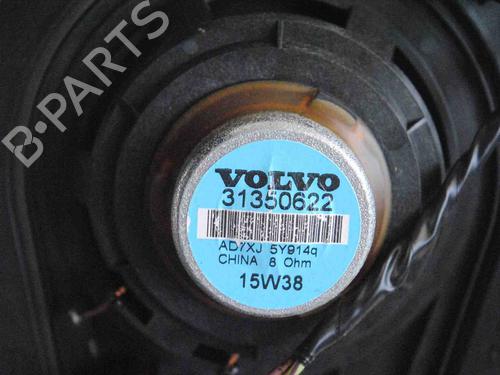 B-PARTS
VOLVO
31350622
AD7XJ 5Y914q
CHINA 8 Ohm
15W38